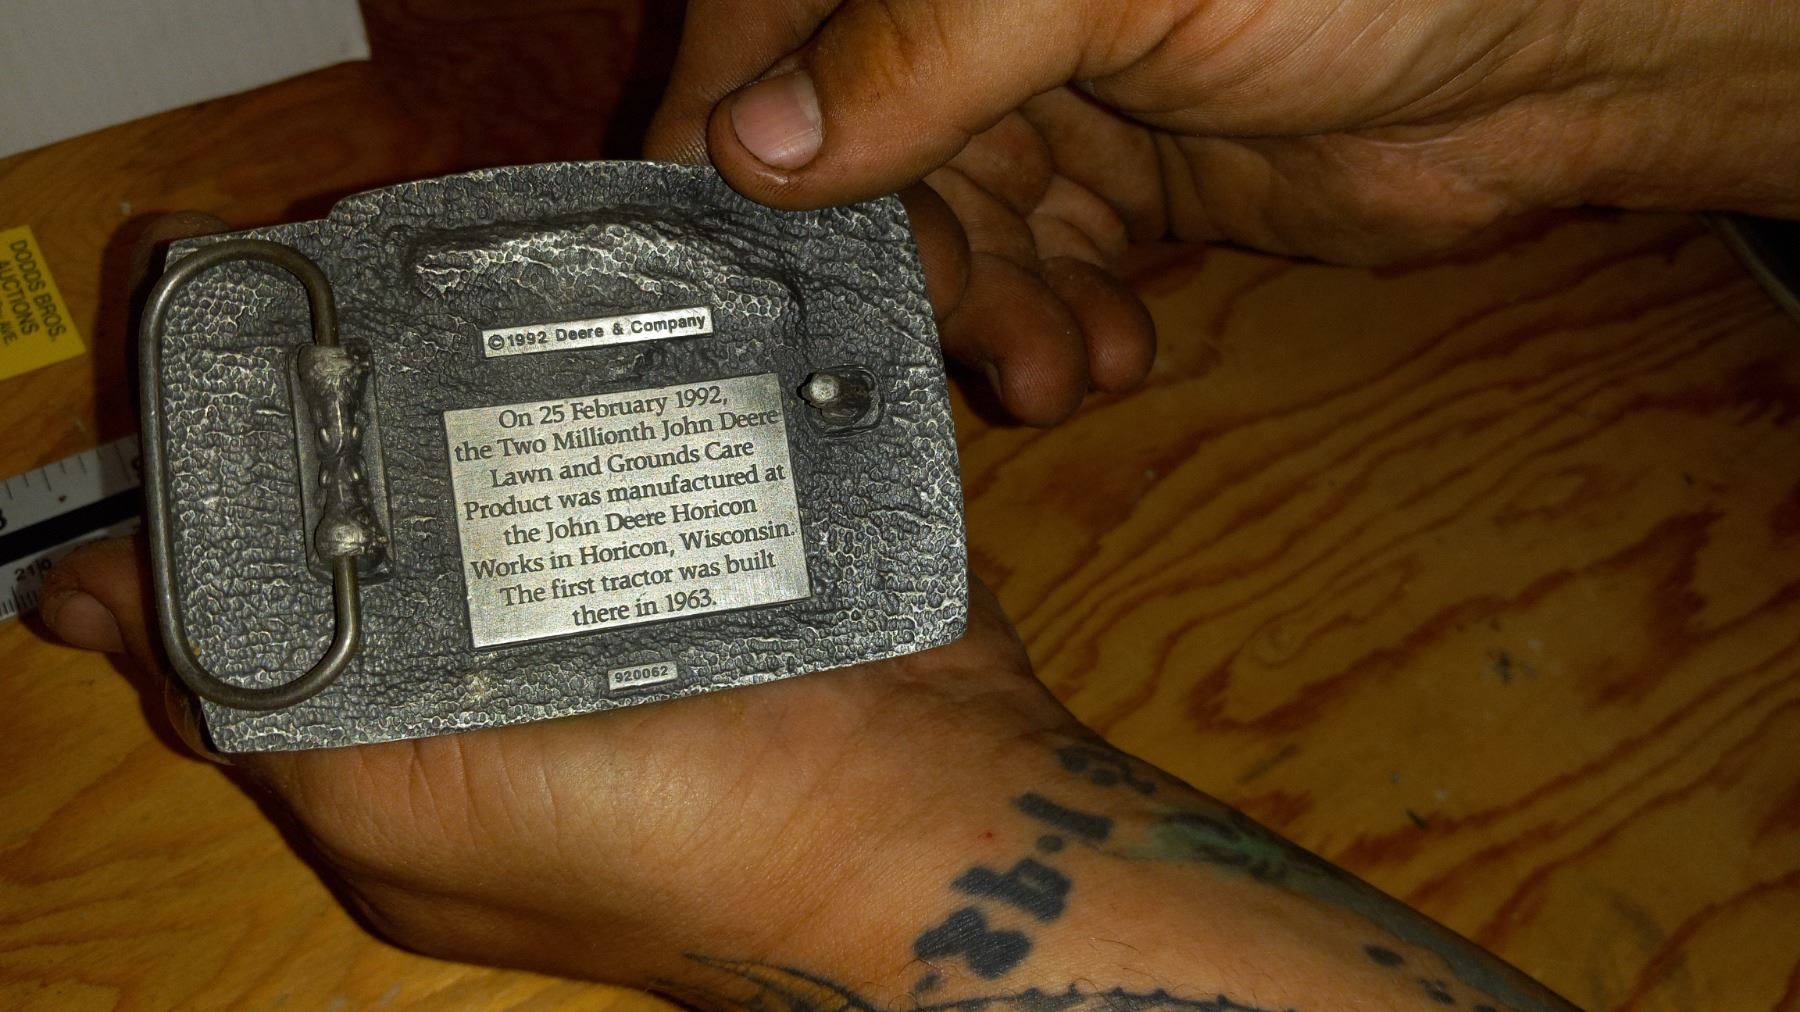 ©1992 Deere & Company
On 25 February 1992,
the Two Millionth John Deere
Lawn and Grounds Care
Product was manufactured at
the John Deere Horicon
Works in Horicon, Wisconsin.
The first tractor was built
there in 1963.
920062
DODDS BROS.
AUCTIONS
AVE